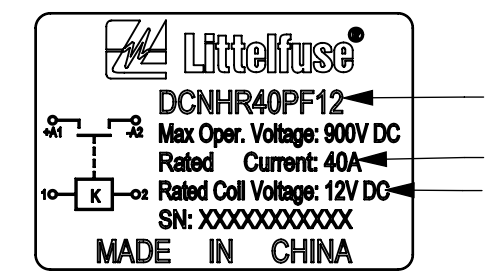 Littelfuse®
DCNHR40PF12
+A1 -A2
Max Oper. Voltage: 900V DC
Rated Current: 40A
1 K 2
Rated Coil Voltage: 12V DC
SN: XXXXXXXXXXX
MADE IN CHINA